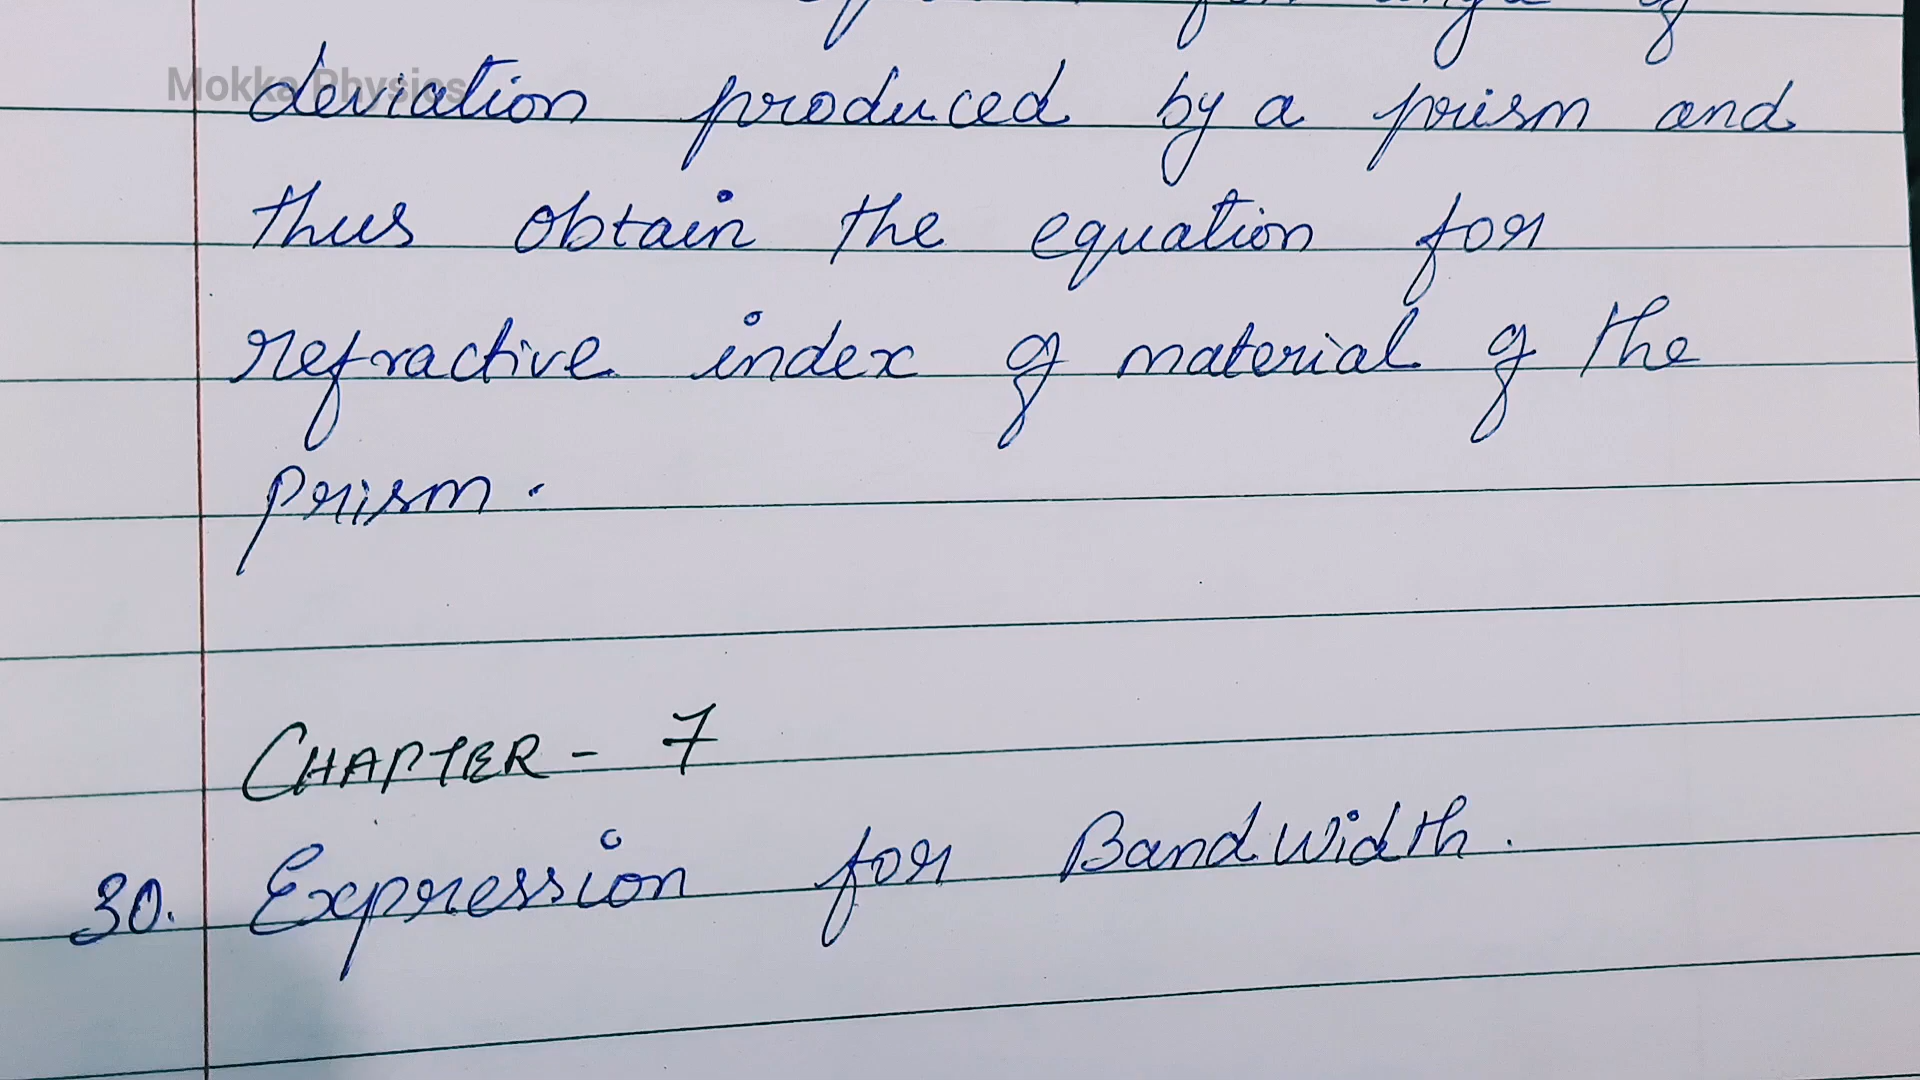 deviation produced by a prism and
thus obtain the equation for
refractive index of material of the
prism.
CHAPTER - 7
30. Expression for Bandwidth.
Mokka Physics